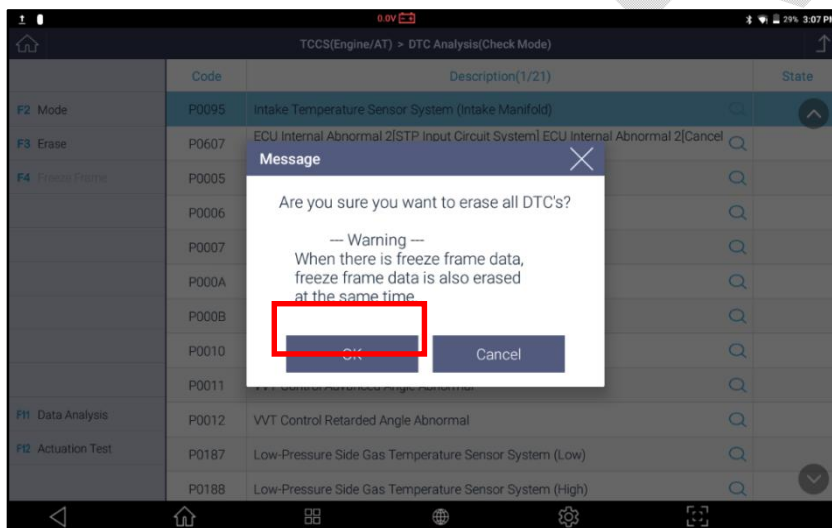 0.0V
29% 3:07 PM
TCCS(Engine/AT) > DTC Analysis(Check Mode)
Code Description(1/21) State
F2 Mode
F3 Erase
F4 Freeze Frame
F11 Data Analysis
F12 Actuation Test
P0095 Intake Temperature Sensor System (Intake Manifold)
P0607 ECU Internal Abnormal 2[STP Input Circuit System] ECU Internal Abnormal 2[Cancel
P0005
P0006
P0007
P000A
P000B
P0010
P0011 VVT Control Advanced Angle Abnormal
P0012 VVT Control Retarded Angle Abnormal
P0187 Low-Pressure Side Gas Temperature Sensor System (Low)
P0188 Low-Pressure Side Gas Temperature Sensor System (High)
Message
Are you sure you want to erase all DTC's?
--- Warning ---
When there is freeze frame data,
freeze frame data is also erased
at the same time
OK Cancel